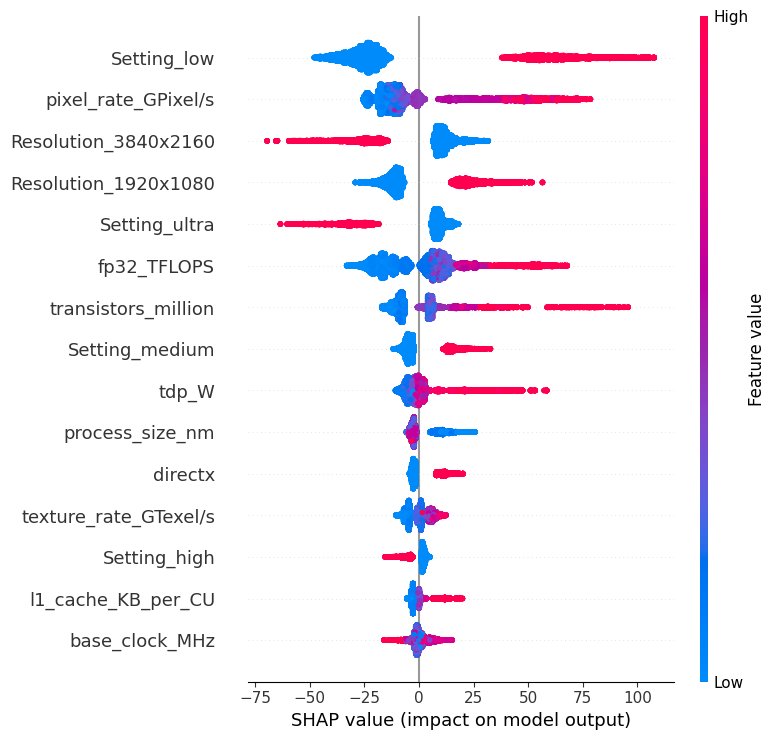 High
Setting_low
pixel_rate_GPixel/s
Resolution_3840x2160
Resolution_1920x1080
Setting_ultra
fp32_TFLOPS
transistors_million
Setting_medium
tdp_W
process_size_nm
directx
texture_rate_GTexel/s
Setting_high
l1_cache_KB_per_CU
base_clock_MHz
Feature value
Low
−75 −50 −25 0 25 50 75 100
SHAP value (impact on model output)